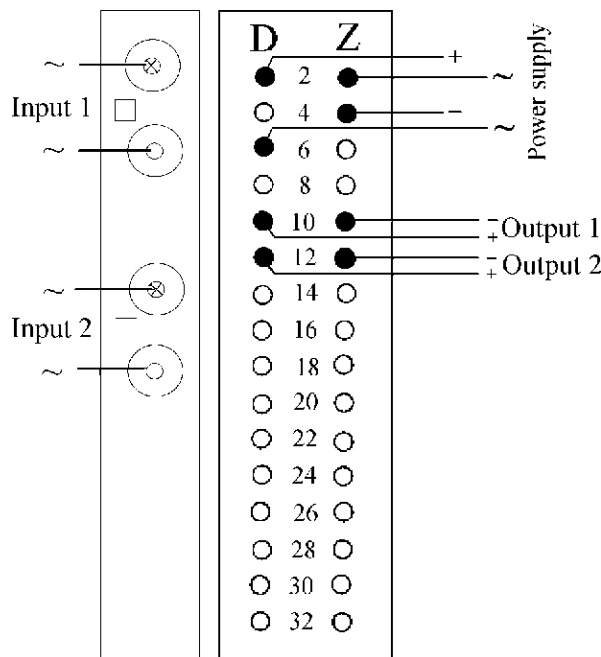 D Z
~ 2 +
~
Input 1 4 −
~
~ 6
Power supply
8
10 − Output 1
+
12 − Output 2
+
~ 14
Input 2 16
~ 18
20
22
24
26
28
30
32